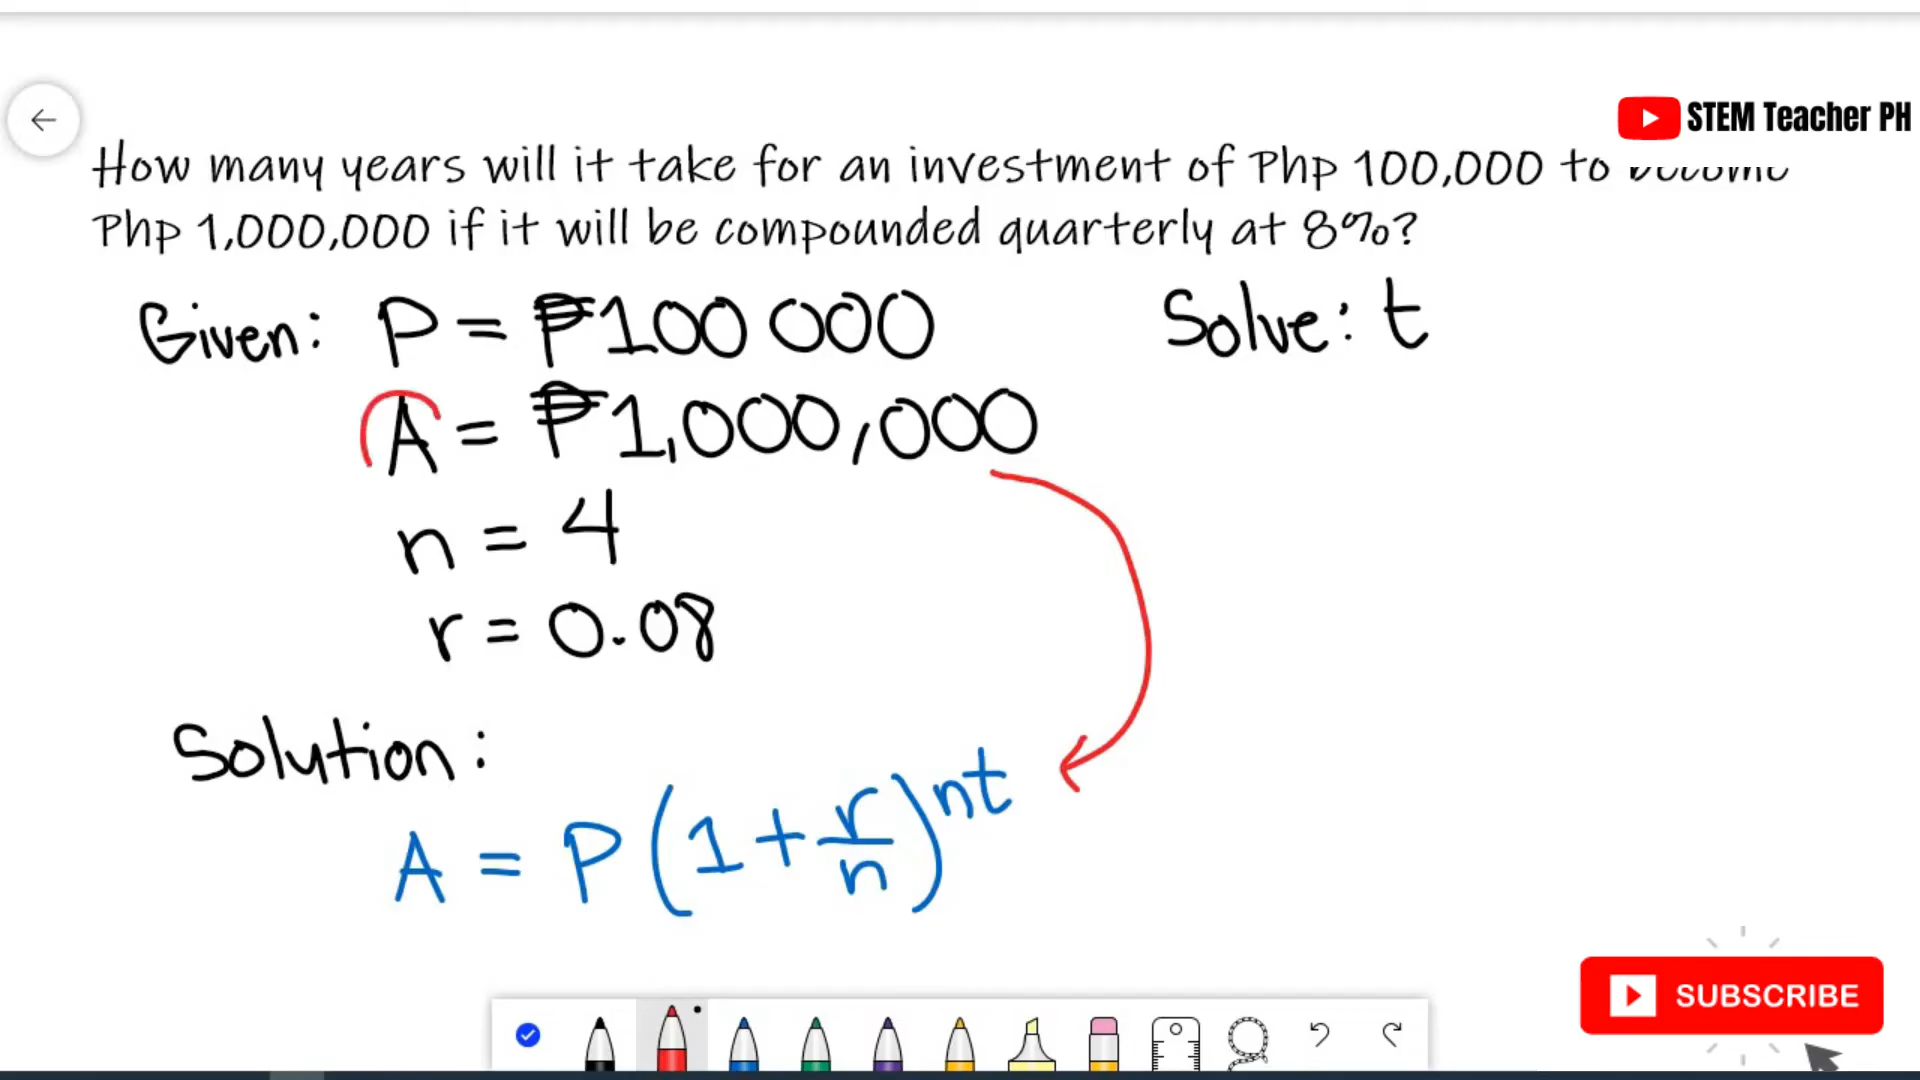 STEM Teacher PH
How many years will it take for an investment of Php 100,000 to become
Php 1,000,000 if it will be compounded quarterly at 8%?
Given: P = ₱100 000
Solve: t
A = ₱1,000,000
n = 4
r = 0.08
Solution:
A = P(1 + r/n)^nt
SUBSCRIBE